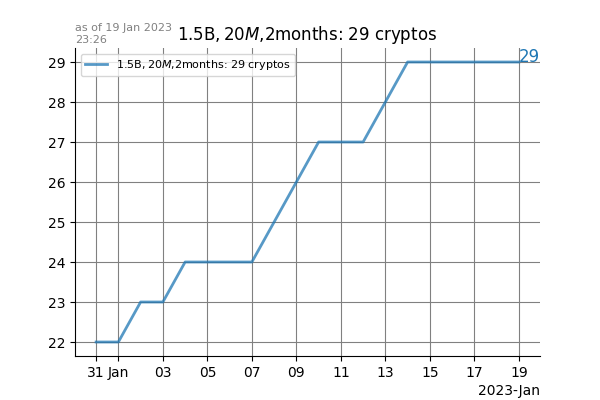 as of 19 Jan 2023
23:26
1.5B, 20M,2months: 29 cryptos
1.5B, 20M,2months: 29 cryptos
29
29
28
27
26
25
24
23
22
31 Jan 03 05 07 09 11 13 15 17 19
2023-Jan